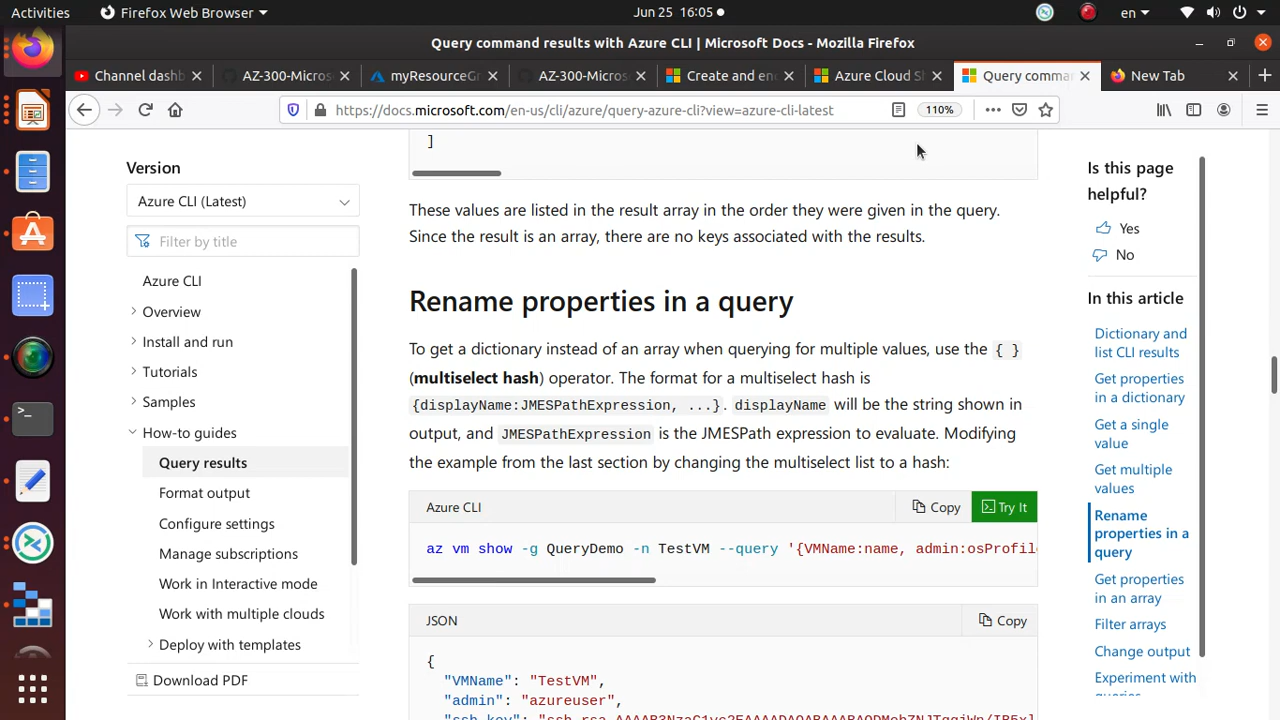 Activities
Firefox Web Browser
Jun 25 16:05
en
Query command results with Azure CLI | Microsoft Docs - Mozilla Firefox
Channel dashb
AZ-300-Micros
myResourceG
AZ-300-Micros
Create and en
Azure Cloud S
Query comma
New Tab
https://docs.microsoft.com/en-us/cli/azure/query-azure-cli?view=azure-cli-latest
110%
Version
Azure CLI (Latest)
Filter by title
Azure CLI
Overview
Install and run
Tutorials
Samples
How-to guides
Query results
Format output
Configure settings
Manage subscriptions
Work in Interactive mode
Work with multiple clouds
Deploy with templates
Download PDF
]
These values are listed in the result array in the order they were given in the query.
Since the result is an array, there are no keys associated with the results.
Rename properties in a query
To get a dictionary instead of an array when querying for multiple values, use the { }
(multiselect hash) operator. The format for a multiselect hash is
{displayName:JMESPathExpression, ...}. displayName will be the string shown in
output, and JMESPathExpression is the JMESPath expression to evaluate. Modifying
the example from the last section by changing the multiselect list to a hash:
Azure CLI
Copy
Try It
az vm show -g QueryDemo -n TestVM --query '{VMName:name, admin:osProfile
JSON
Copy
{
"VMName": "TestVM",
"admin": "azureuser",
Is this page
helpful?
Yes
No
In this article
Dictionary and
list CLI results
Get properties
in a dictionary
Get a single
value
Get multiple
values
Rename
properties in a
query
Get properties
in an array
Filter arrays
Change output
Experiment with
queries